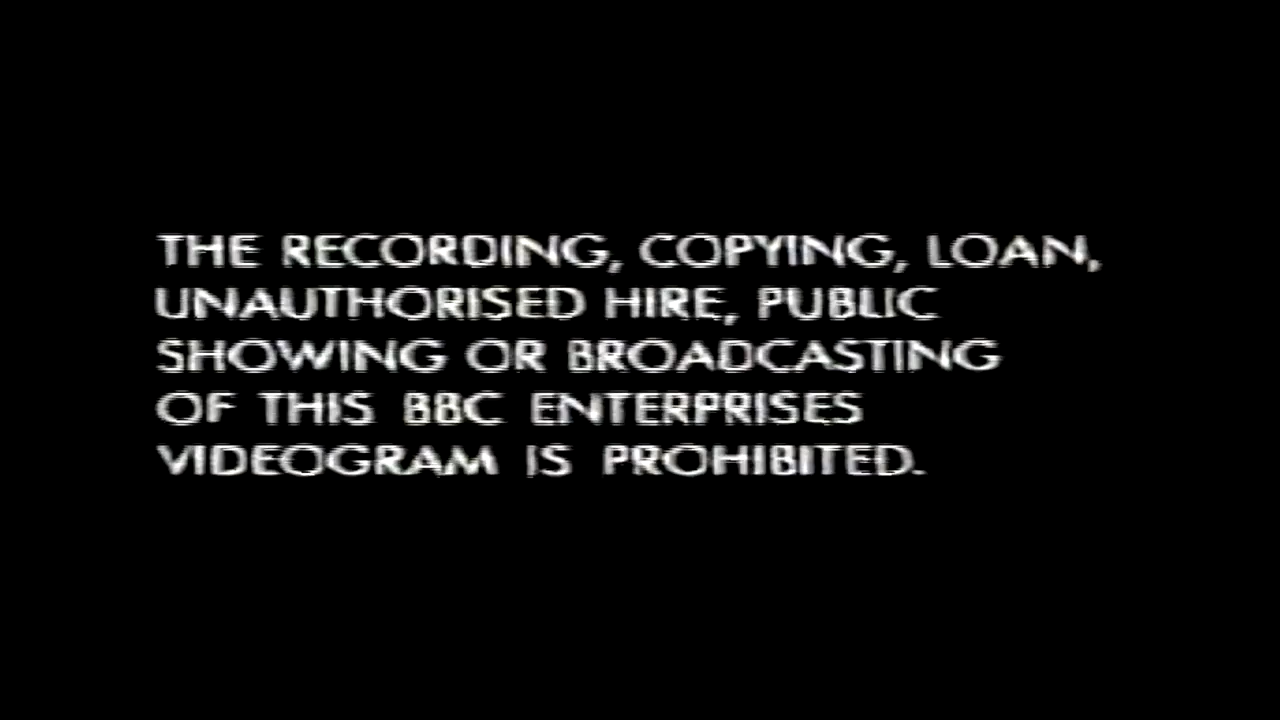 THE RECORDING, COPYING, LOAN,
UNAUTHORISED HIRE, PUBLIC
SHOWING OR BROADCASTING
OF THIS BBC ENTERPRISES
VIDEOGRAM IS PROHIBITED.